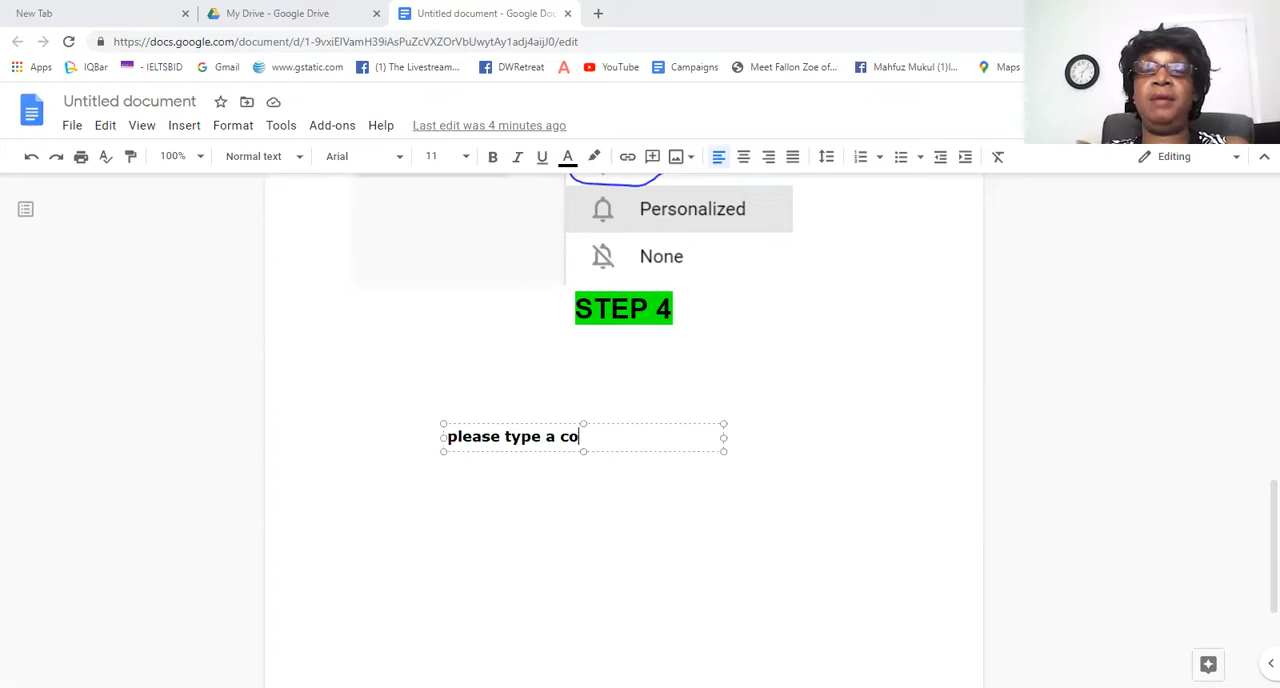 New Tab
My Drive - Google Drive
Untitled document - Google Doc
https://docs.google.com/document/d/1-9vxiEIVamH39iAsPuZcVXZOrVbUwytAy1adj4aijJ0/edit
Apps IQBar - IELTSBID Gmail www.gstatic.com (1) The Livestream... DWRetreat YouTube Campaigns Meet Fallon Zoe of... Mahfuz Mukul (1)l... Maps
Untitled document
File Edit View Insert Format Tools Add-ons Help Last edit was 4 minutes ago
100% Normal text Arial 11 B I U A Editing
Personalized
None
STEP 4
please type a co